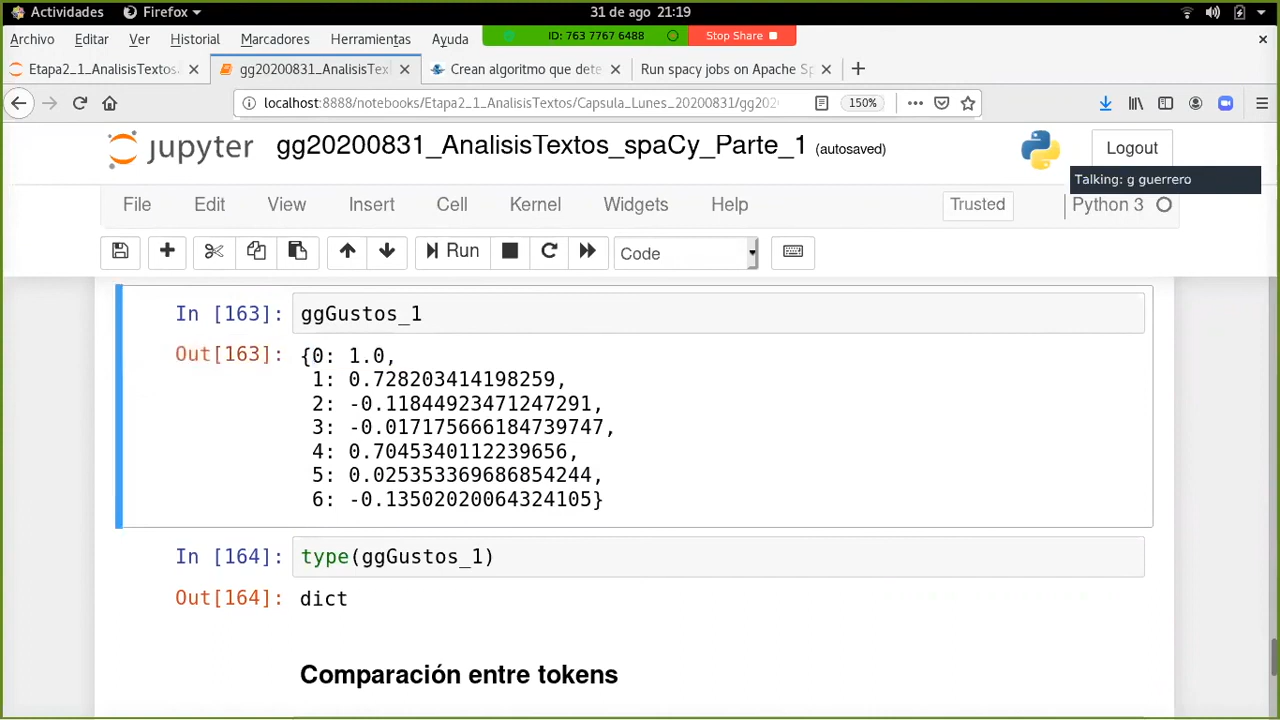 Actividades Firefox 31 de ago 21:19
Archivo Editar Ver Historial Marcadores Herramientas Ayuda ID: 763 7767 6488 Stop Share
Etapa2_1_AnalisisTextos. gg20200831_AnalisisTex Crean algoritmo que dete Run spacy jobs on Apache Sp
localhost:8888/notebooks/Etapa2_1_AnalisisTextos/Capsula_Lunes_20200831/gg202 150%
jupyter gg20200831_AnalisisTextos_spaCy_Parte_1 (autosaved) Logout
Talking: g guerrero
File Edit View Insert Cell Kernel Widgets Help Trusted Python 3
Run Code
In [163]: ggGustos_1
Out[163]: {0: 1.0,
1: 0.728203414198259,
2: -0.11844923471247291,
3: -0.017175666184739747,
4: 0.7045340112239656,
5: 0.025353369686854244,
6: -0.13502020064324105}
In [164]: type(ggGustos_1)
Out[164]: dict
Comparación entre tokens